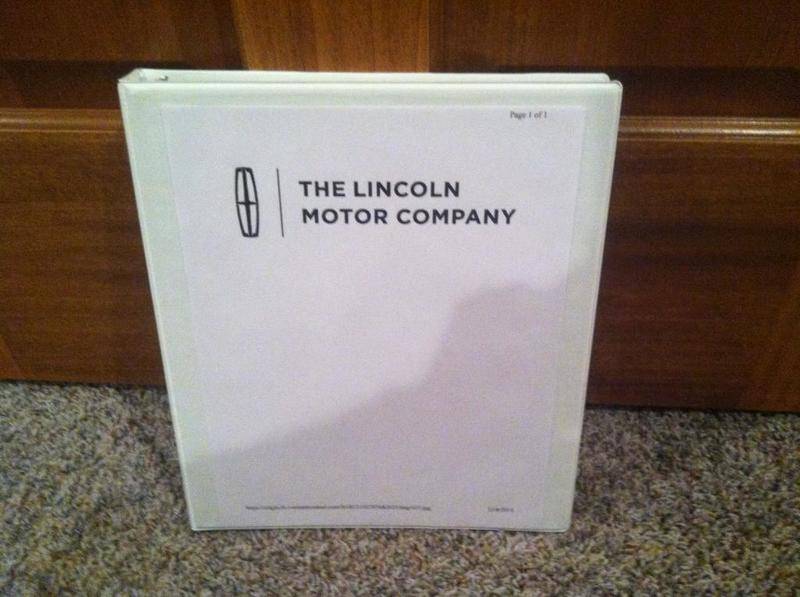 Page 1 of 1
THE LINCOLN
MOTOR COMPANY